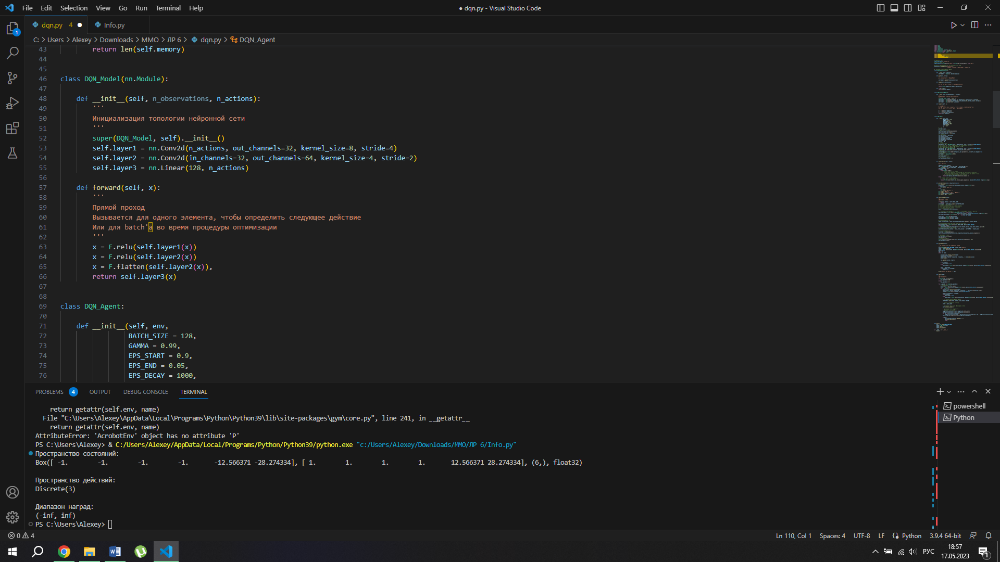 File Edit Selection View Go Run Terminal Help
● dqn.py - Visual Studio Code
dqn.py 4 ●
Info.py
C: > Users > Alexey > Downloads > ММО > ЛР 6 > dqn.py > DQN_Agent
43 return len(self.memory)
44
45
46 class DQN_Model(nn.Module):
47
48 def __init__(self, n_observations, n_actions):
49 '''
50 Инициализация топологии нейронной сети
51 '''
52 super(DQN_Model, self).__init__()
53 self.layer1 = nn.Conv2d(n_actions, out_channels=32, kernel_size=8, stride=4)
54 self.layer2 = nn.Conv2d(in_channels=32, out_channels=64, kernel_size=4, stride=2)
55 self.layer3 = nn.Linear(128, n_actions)
56
57 def forward(self, x):
58 '''
59 Прямой проход
60 Вызывается для одного элемента, чтобы определить следующее действие
61 Или для batch'а во время процедуры оптимизации
62 '''
63 x = F.relu(self.layer1(x))
64 x = F.relu(self.layer2(x))
65 x = F.flatten(self.layer2(x)),
66 return self.layer3(x)
67
68
69 class DQN_Agent:
70
71 def __init__(self, env,
72 BATCH_SIZE = 128,
73 GAMMA = 0.99,
74 EPS_START = 0.9,
75 EPS_END = 0.05,
76 EPS_DECAY = 1000,
PROBLEMS 4 OUTPUT DEBUG CONSOLE TERMINAL
return getattr(self.env, name)
File "C:\Users\Alexey\AppData\Local\Programs\Python\Python39\lib\site-packages\gym\core.py", line 241, in __getattr__
return getattr(self.env, name)
AttributeError: 'AcrobotEnv' object has no attribute 'P'
PS C:\Users\Alexey> & C:/Users/Alexey/AppData/Local/Programs/Python/Python39/python.exe "c:/Users/Alexey/Downloads/ММО/ЛР 6/Info.py"
Пространство состояний:
Box([ -1. -1. -1. -1. -12.566371 -28.274334], [ 1. 1. 1. 1. 12.566371 28.274334], (6,), float32)
Пространство действий:
Discrete(3)
Диапазон наград:
(-inf, inf)
PS C:\Users\Alexey>
powershell
Python
1
0 4
Ln 110, Col 1 Spaces: 4 UTF-8 LF Python 3.9.4 64-bit
РУС
18:57
17.05.2023
1